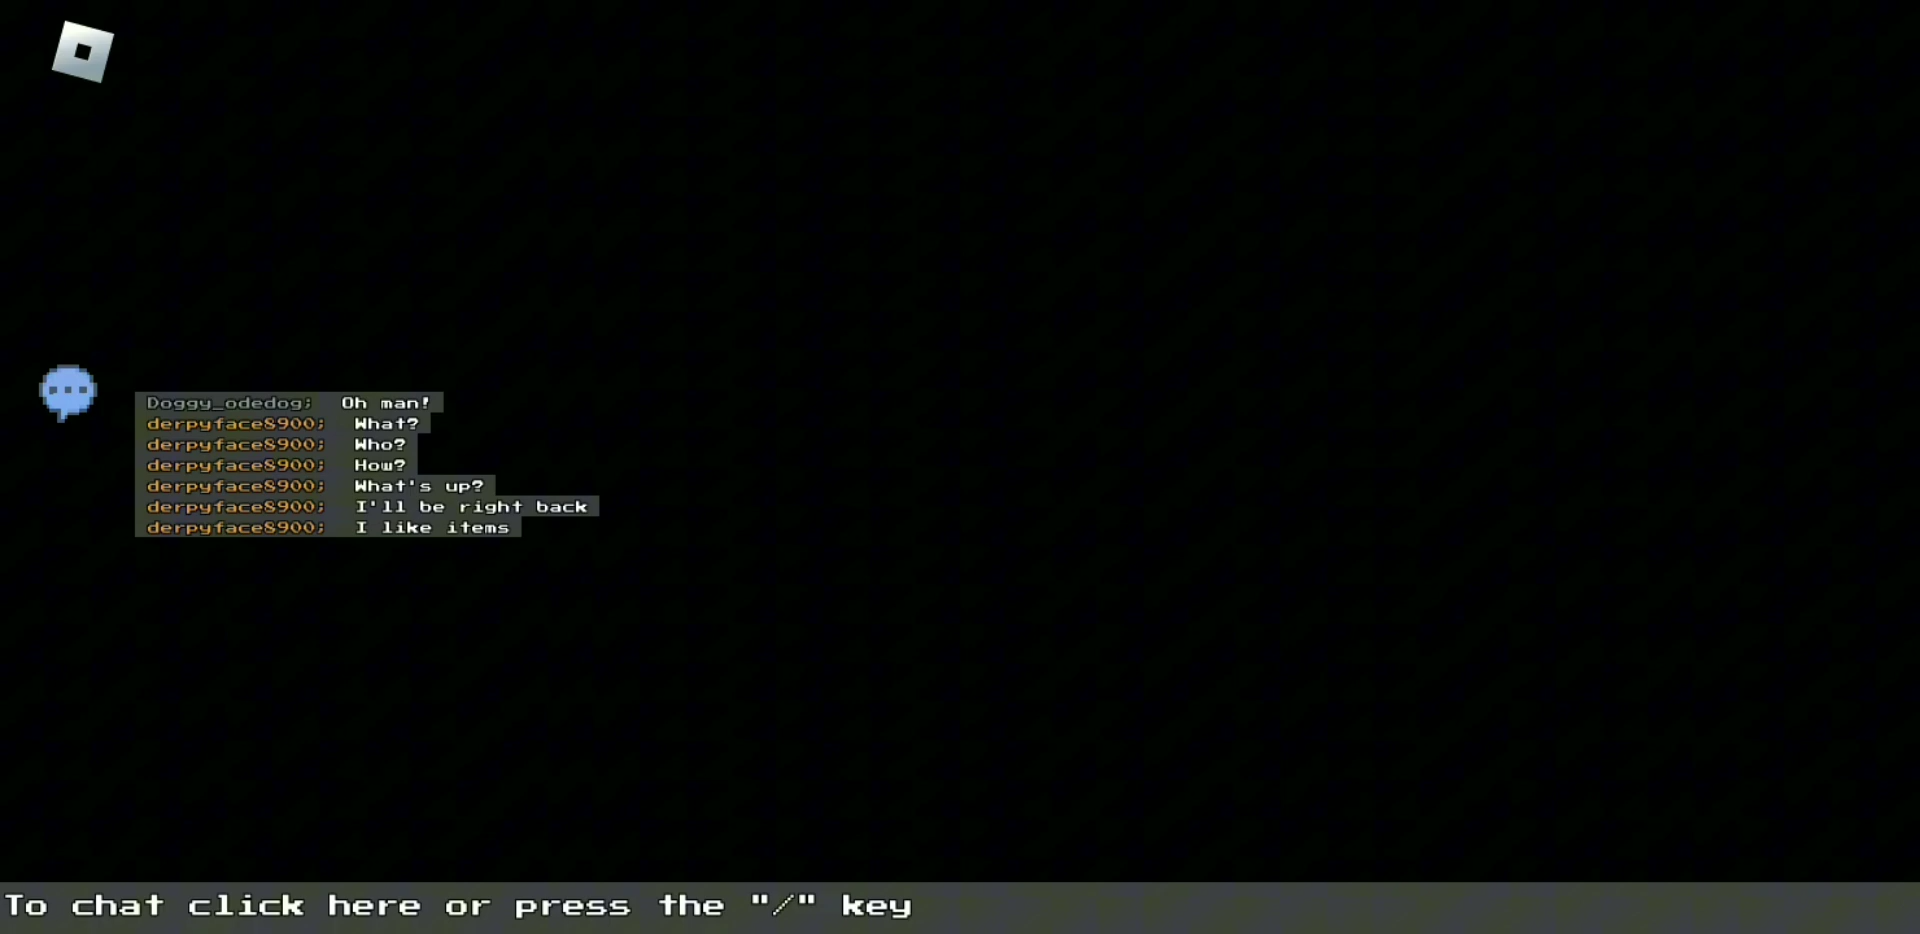 Doggy_odedog; Oh man!
derpyface8900; What?
derpyface8900; Who?
derpyface8900; How?
derpyface8900; What's up?
derpyface8900; I'll be right back
derpyface8900; I like items
To chat click here or press the "/" key